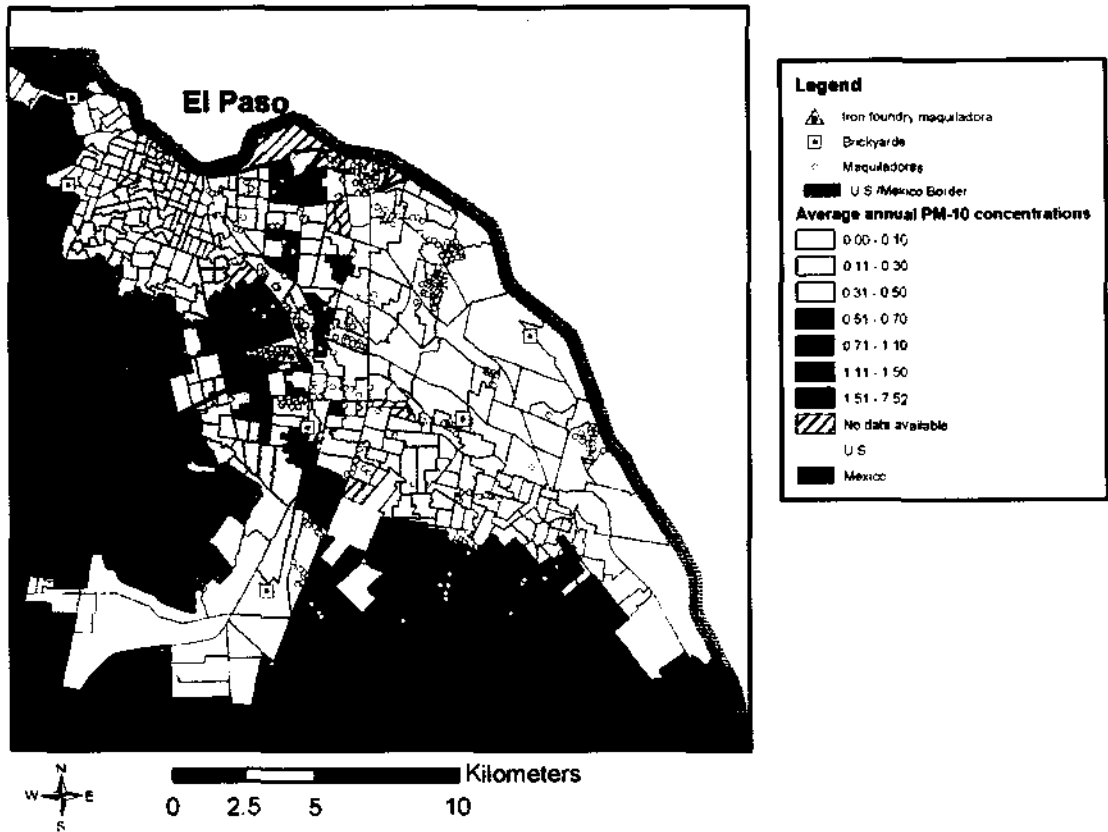 El Paso
Legend
Iron foundry maquiladora
Brickyards
Maquiladores
U S /Mexico Border
Average annual PM-10 concentrations
0.00 - 0.10
0.11 - 0.30
0.31 - 0.50
0.51 - 0.70
0.71 - 1.10
1.11 - 1.50
1.51 - 7.52
No data available
U S
Mexico
N
W E
S
Kilometers
0 2.5 5 10